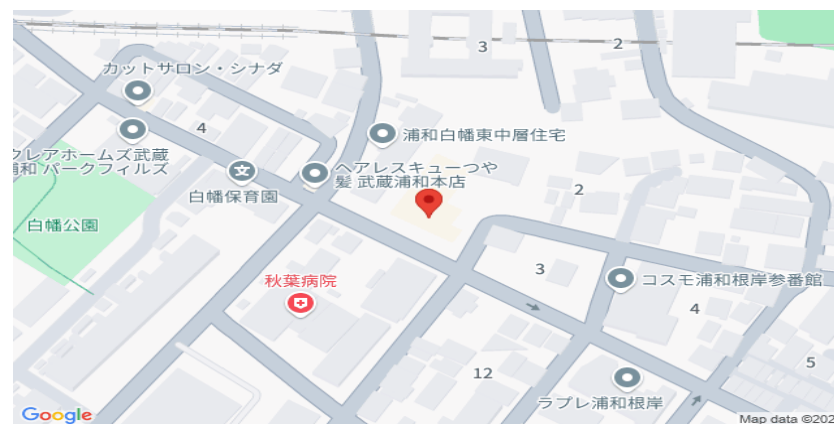 3
2
カットサロン・シナダ
4
浦和白幡東中層住宅
クレアホームズ武蔵
浦和 パークフィルズ
文
ヘアレスキューつや
髪 武蔵浦和本店
白幡保育園
2
白幡公園
3
秋葉病院
コスモ浦和根岸参番館
4
5
12
ラプレ浦和根岸
Google
Map data ©202